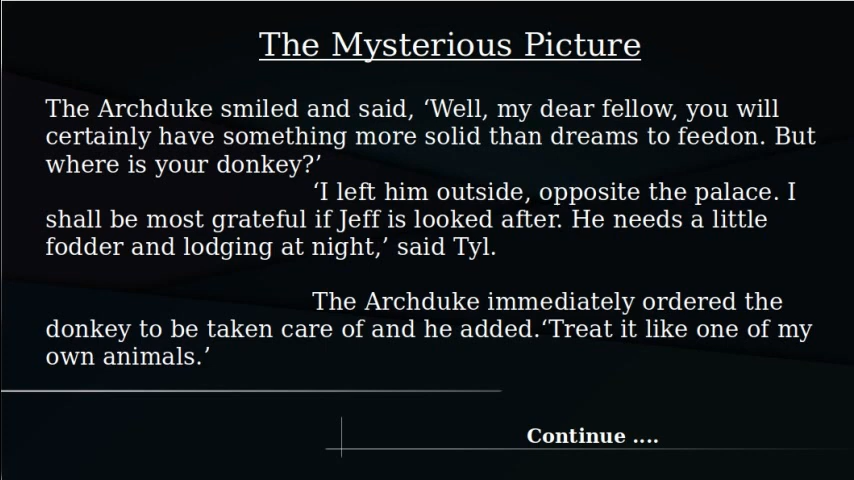 The Mysterious Picture
The Archduke smiled and said, ‘Well, my dear fellow, you will
certainly have something more solid than dreams to feedon. But
where is your donkey?’
‘I left him outside, opposite the palace. I
shall be most grateful if Jeff is looked after. He needs a little
fodder and lodging at night,’ said Tyl.
The Archduke immediately ordered the
donkey to be taken care of and he added.‘Treat it like one of my
own animals.’
Continue ....